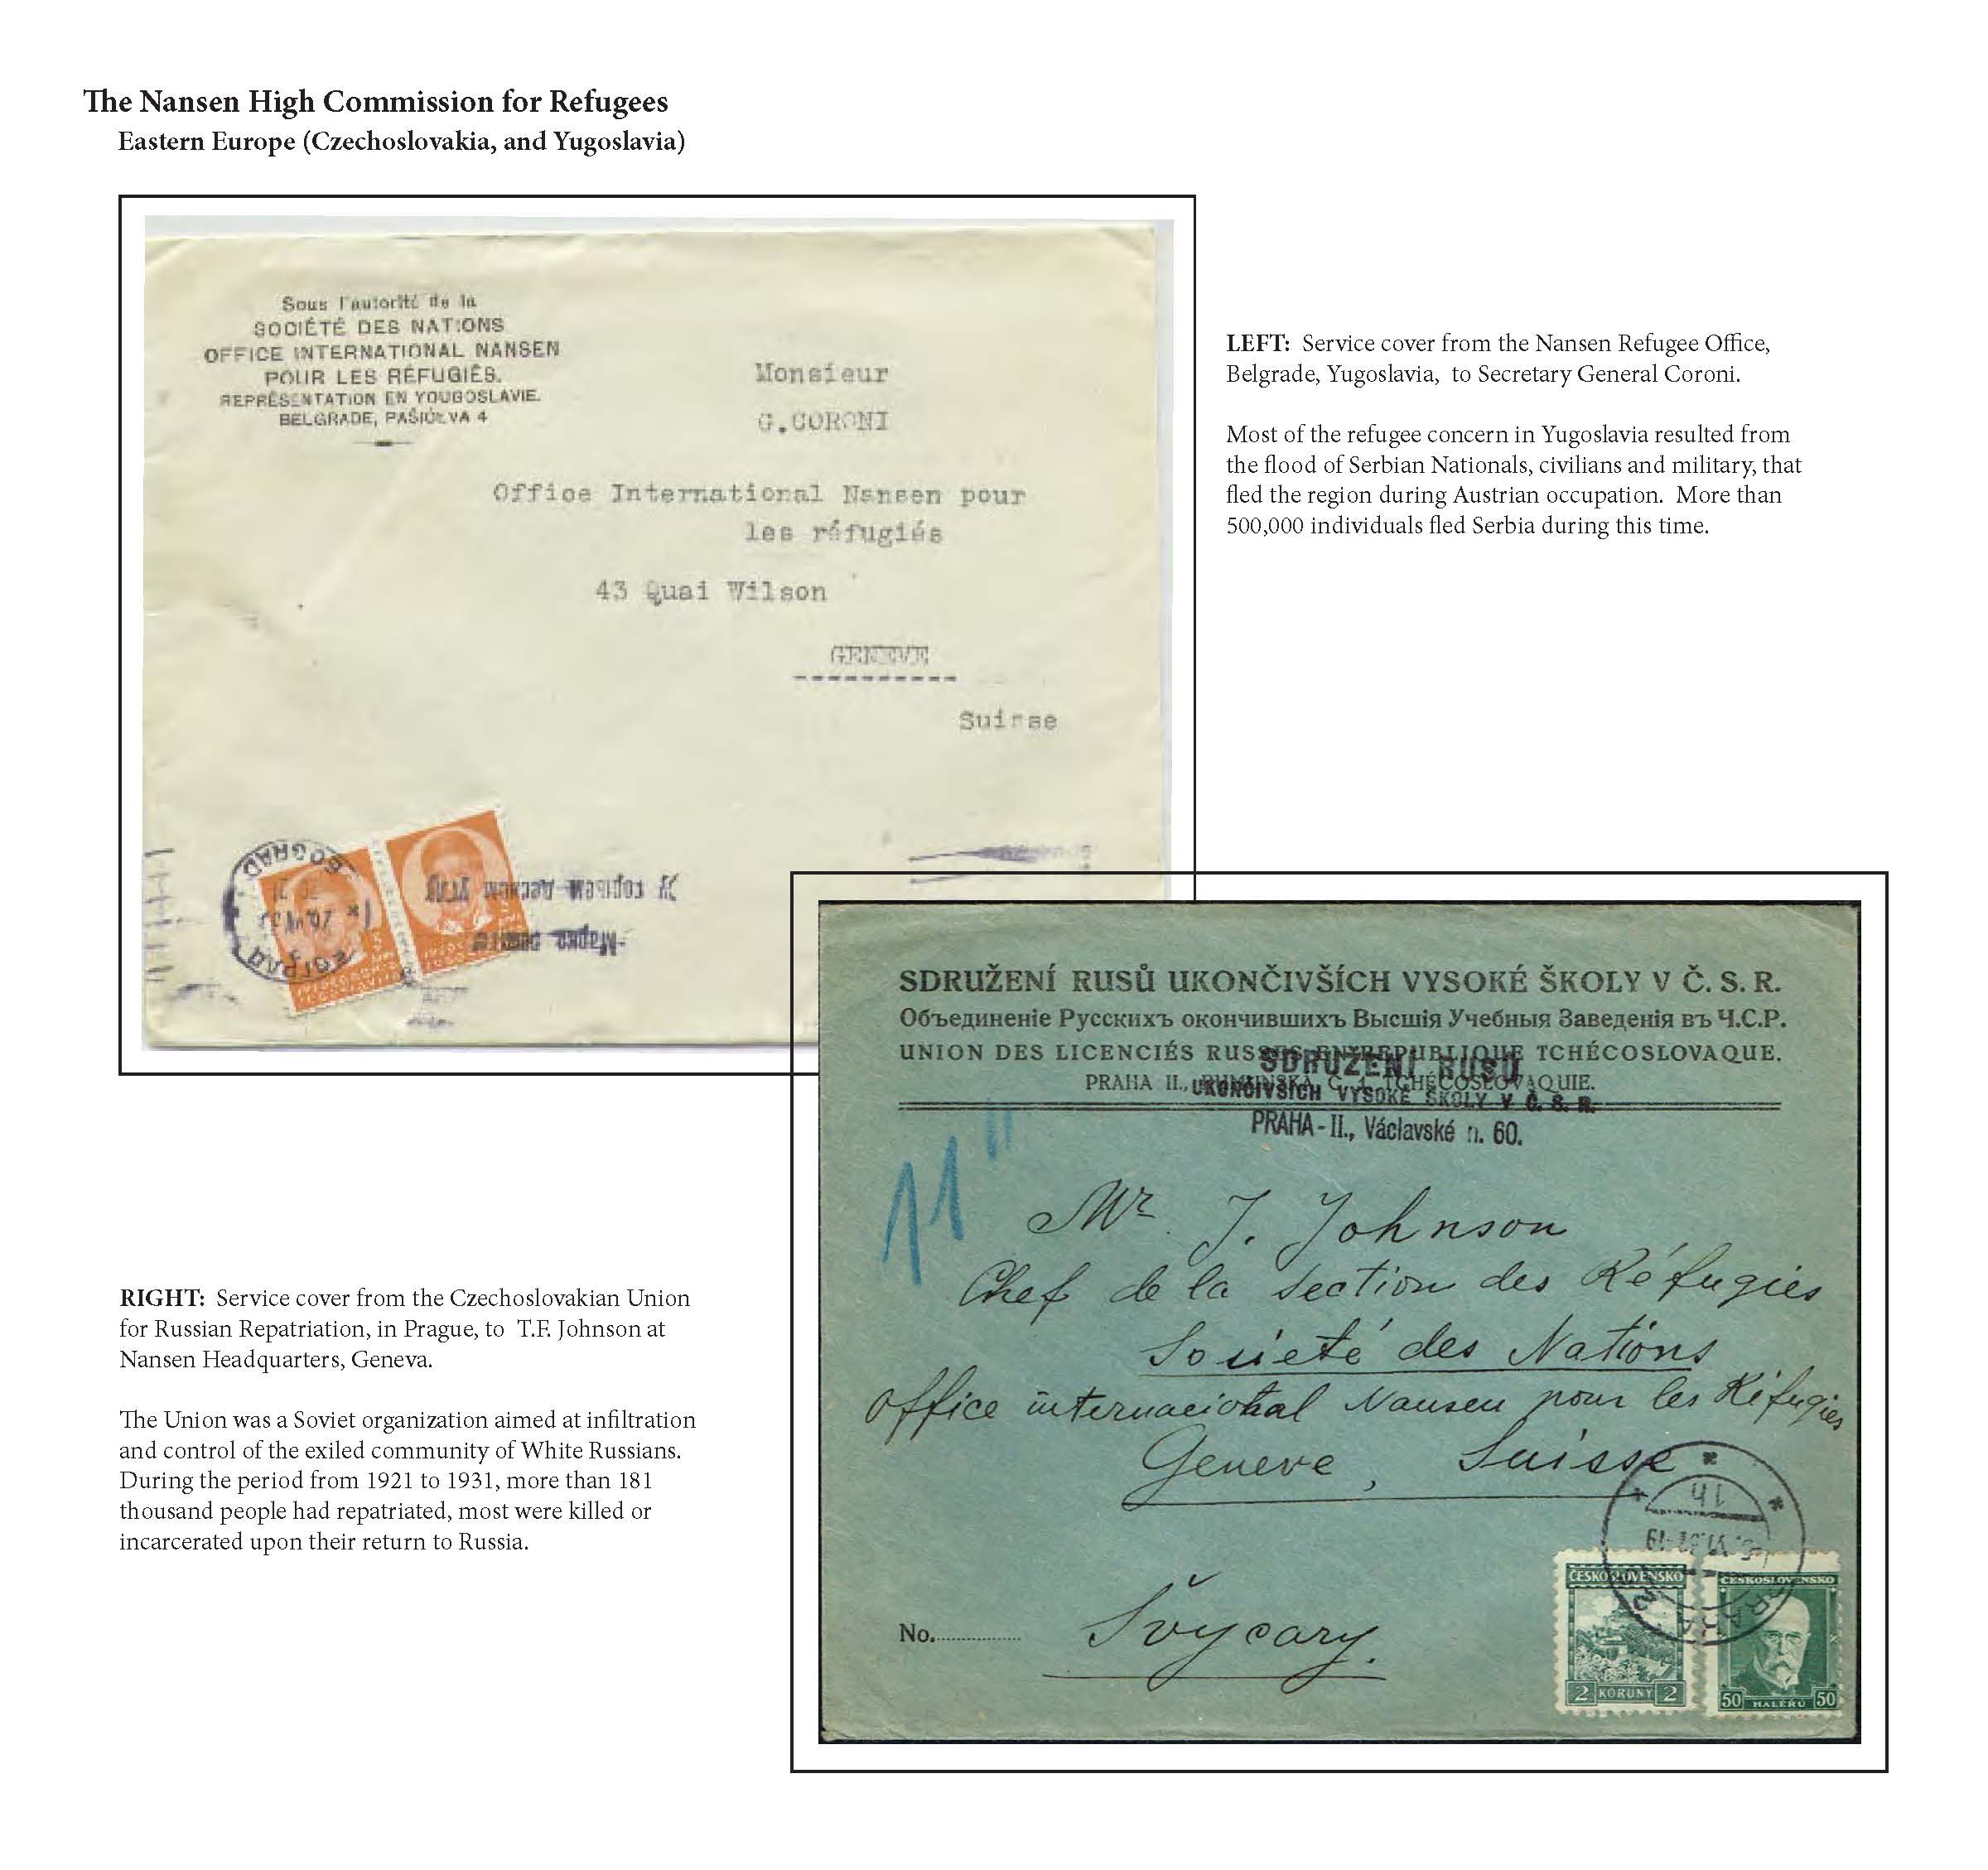 The Nansen High Commission for Refugees
Eastern Europe (Czechoslovakia, and Yugoslavia)
Sous l'autorité de la
SOCIÉTÉ DES NATIONS
OFFICE INTERNATIONAL NANSEN
POUR LES RÉFUGIÉS.
REPRÉSENTATION EN YOUGOSLAVIE.
BELGRADE,
Monsieur
G.CORONI
Office International Nansen pour
les réfugiés
43 Quai Wilson
GENEVE
Suisse
BEOGRAD
LEFT: Service cover from the Nansen Refugee Office,
Belgrade, Yugoslavia, to Secretary General Coroni.
Most of the refugee concern in Yugoslavia resulted from
the flood of Serbian Nationals, civilians and military, that
fled the region during Austrian occupation. More than
500,000 individuals fled Serbia during this time.
SDRUŽENÍ RUSŮ UKONČIVŠÍCH VYSOKÉ ŠKOLY V Č. S. R.
Объединеніе Русскихъ окончившихъ Высшія Учебныя Заведенія въ Ч.С.Р.
UNION DES LICENCIÉS RUSSES EN REPUBLIQUE TCHÉCOSLOVAQUE.
PRAHA II., TCHÉCOSLOVAQUIE.
SDRUŽENÍ RUSŮ
UKONČIVŠÍCH VYSOKÉ ŠKOLY V Č. S. R.
PRAHA - II., Václavské n. 60.
11
Mr J. Johnson
Chef de la section des Réfugiés
Societé des Nations
Office internacional Nansen pour les Réfugies
Geneve, Suisse
No.
Švýcary.
ČESKOSLOVENSKO
2 KORUNY 2
ČESKOSLOVENSKO
50 HALÉŘŮ 50
RIGHT: Service cover from the Czechoslovakian Union
for Russian Repatriation, in Prague, to T.F. Johnson at
Nansen Headquarters, Geneva.
The Union was a Soviet organization aimed at infiltration
and control of the exiled community of White Russians.
During the period from 1921 to 1931, more than 181
thousand people had repatriated, most were killed or
incarcerated upon their return to Russia.